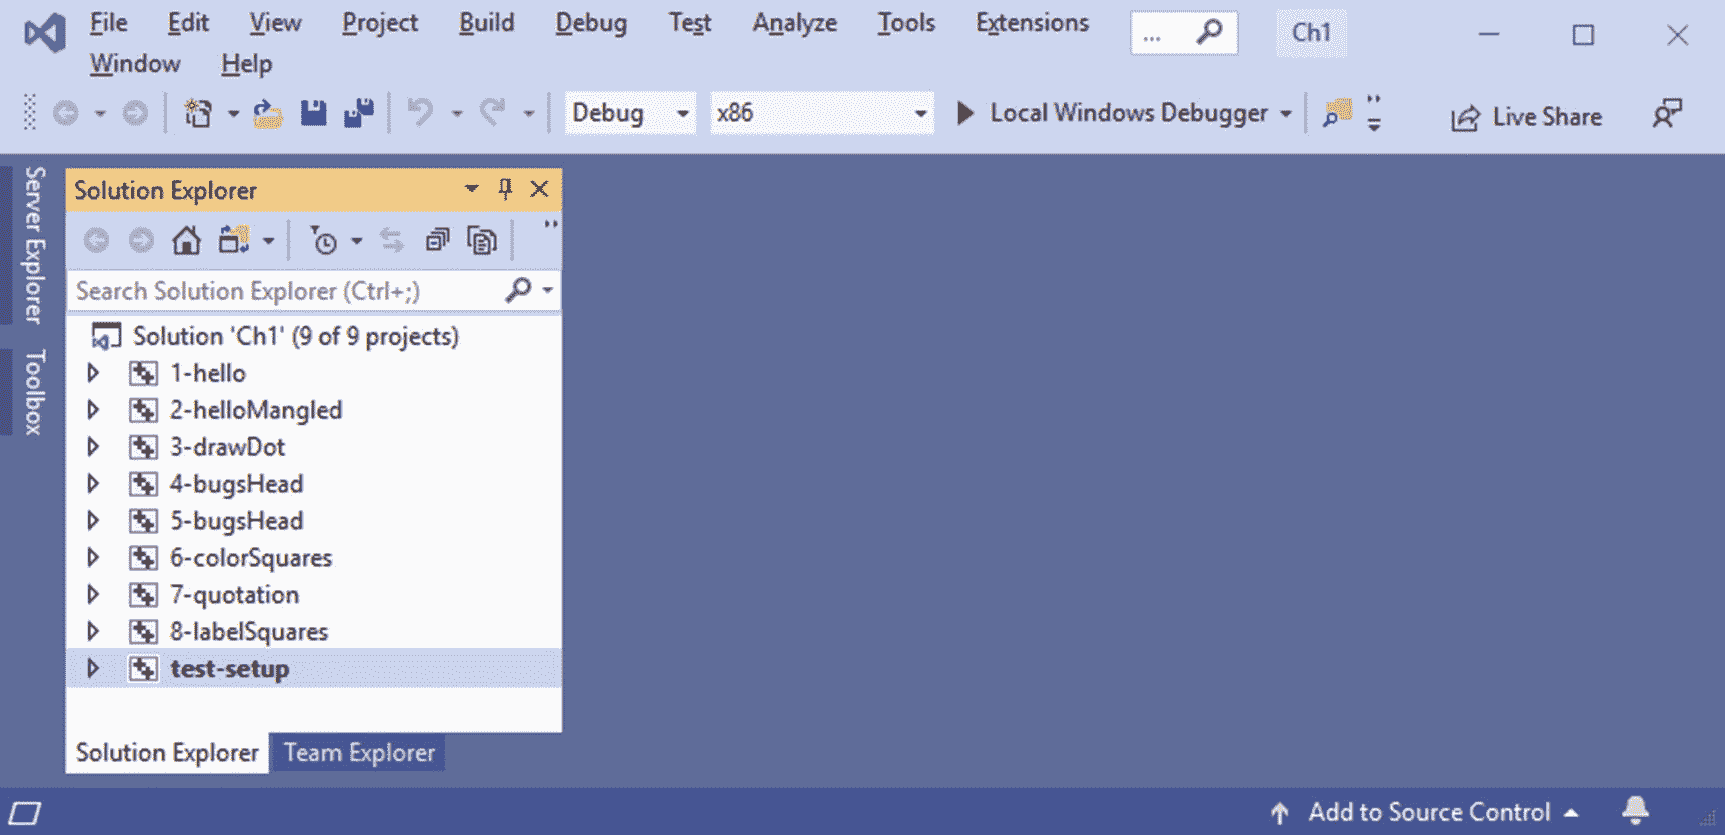 File Edit View Project Build Debug Test Analyze Tools Extensions ... Ch1
Window Help
Debug x86 Local Windows Debugger Live Share
Server Explorer
Toolbox
Solution Explorer
Search Solution Explorer (Ctrl+;)
Solution 'Ch1' (9 of 9 projects)
1-hello
2-helloMangled
3-drawDot
4-bugsHead
5-bugsHead
6-colorSquares
7-quotation
8-labelSquares
test-setup
Solution Explorer Team Explorer
Add to Source Control